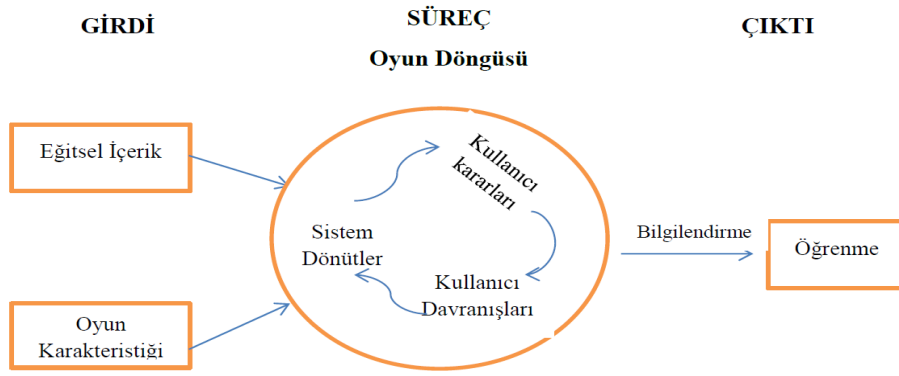 GİRDİ
SÜREÇ
Oyun Döngüsü
ÇIKTI
Eğitsel İçerik
Oyun
Karakteristiği
Kullanıcı
kararları
Sistem
Dönütler
Kullanıcı
Davranışları
Bilgilendirme
Öğrenme